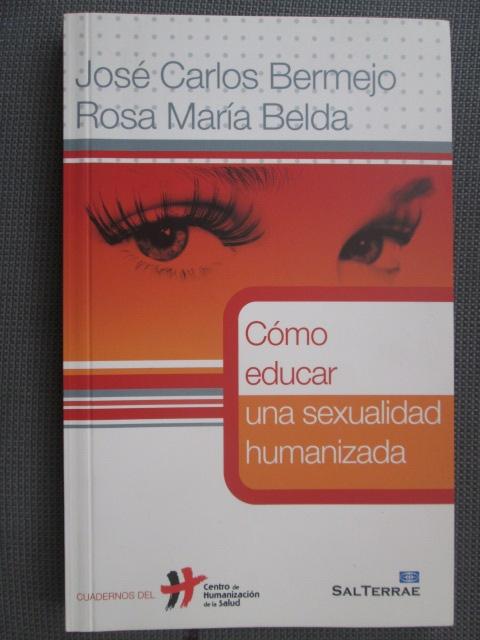 José Carlos Bermejo
Rosa María Belda
Cómo
educar
una sexualidad
humanizada
CUADERNOS DEL
Centro de
Humanización
de la Salud
SALTERRAE